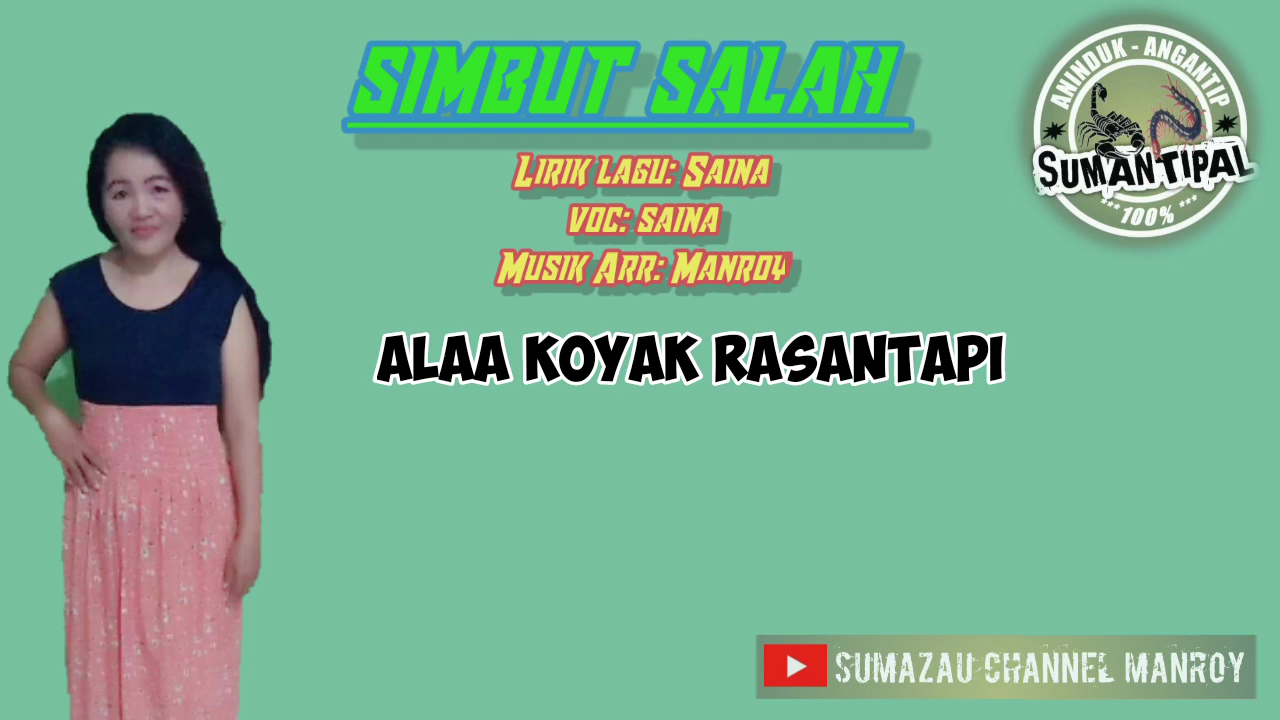 SIMBUT SALAH
LIRIK LAGU: SAINA
VOC: SAINA
MUSIK ARR: MANROY
ALAA KOYAK RASANTAPI
ANINDUK - ANGANTIP
SUMANTIPAL
*** 100% ***
SUMAZAU CHANNEL MANROY